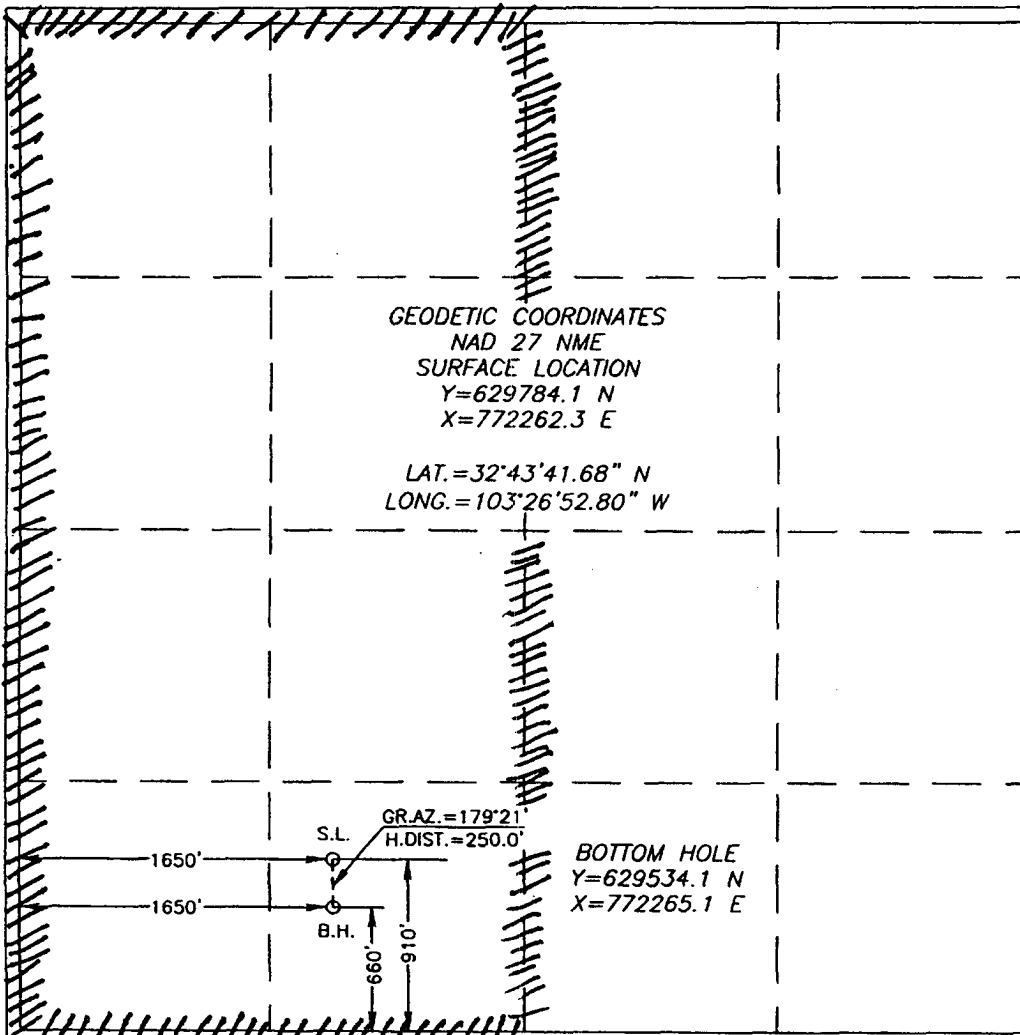 GEODETIC COORDINATES
NAD 27 NME
SURFACE LOCATION
Y=629784.1 N
X=772262.3 E
LAT.=32°43'41.68" N
LONG.=103°26'52.80" W
GR.AZ.=179°21'
H.DIST.=250.0'
S.L.
1650'
1650'
B.H.
660'
910'
BOTTOM HOLE
Y=629534.1 N
X=772265.1 E